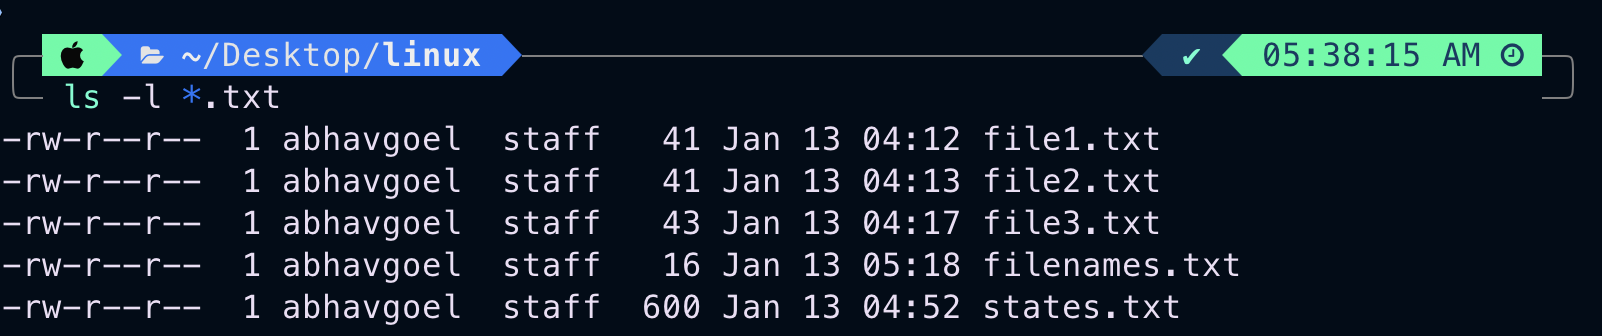 ~/Desktop/linux ✔ 05:38:15 AM
ls -l *.txt
-rw-r--r--  1 abhavgoel  staff   41 Jan 13 04:12 file1.txt
-rw-r--r--  1 abhavgoel  staff   41 Jan 13 04:13 file2.txt
-rw-r--r--  1 abhavgoel  staff   43 Jan 13 04:17 file3.txt
-rw-r--r--  1 abhavgoel  staff   16 Jan 13 05:18 filenames.txt
-rw-r--r--  1 abhavgoel  staff  600 Jan 13 04:52 states.txt